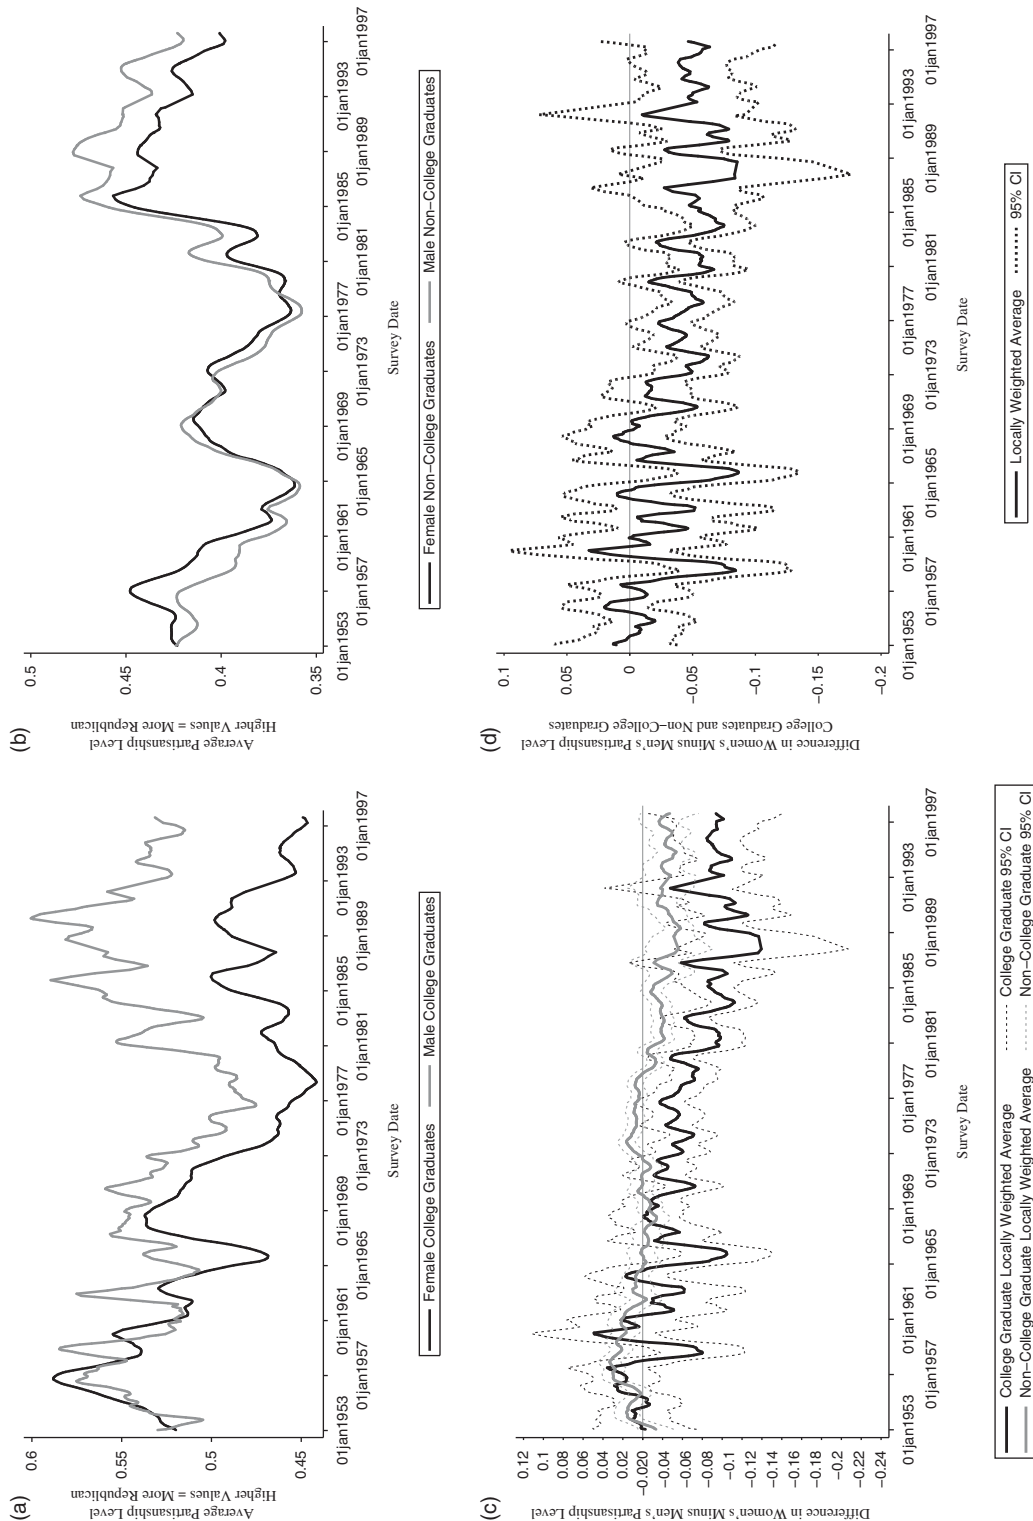 (a)
Average Partisanship Level
Higher Values = More Republican
0.6
0.55
0.5
0.45
01jan1953 01jan1957 01jan1961 01jan1965 01jan1969 01jan1973 01jan1977 01jan1981 01jan1985 01jan1989 01jan1993 01jan1997
Survey Date
Female College Graduates Male College Graduates
(b)
Average Partisanship Level
Higher Values = More Republican
0.5
0.45
0.4
0.35
01jan1953 01jan1957 01jan1961 01jan1965 01jan1969 01jan1973 01jan1977 01jan1981 01jan1985 01jan1989 01jan1993 01jan1997
Survey Date
Female Non−College Graduates Male Non−College Graduates
(c)
Difference in Women's Minus Men's Partisanship Level
0.12
0.1
0.08
0.06
0.04
0.02
−0.020
−0.04
−0.06
−0.08
−0.1
−0.12
−0.14
−0.16
−0.18
−0.2
−0.22
−0.24
01jan1953 01jan1957 01jan1961 01jan1965 01jan1969 01jan1973 01jan1977 01jan1981 01jan1985 01jan1989 01jan1993 01jan1997
Survey Date
College Graduate Locally Weighted Average College Graduate 95% CI
Non−College Graduate Locally Weighted Average Non−College Graduate 95% CI
(d)
Difference in Women's Minus Men's Partisanship Level
College Graduates and Non−College Graduates
0.1
0.05
0
−0.05
−0.1
−0.15
−0.2
01jan1953 01jan1957 01jan1961 01jan1965 01jan1969 01jan1973 01jan1977 01jan1981 01jan1985 01jan1989 01jan1993 01jan1997
Survey Date
Locally Weighted Average 95% CI